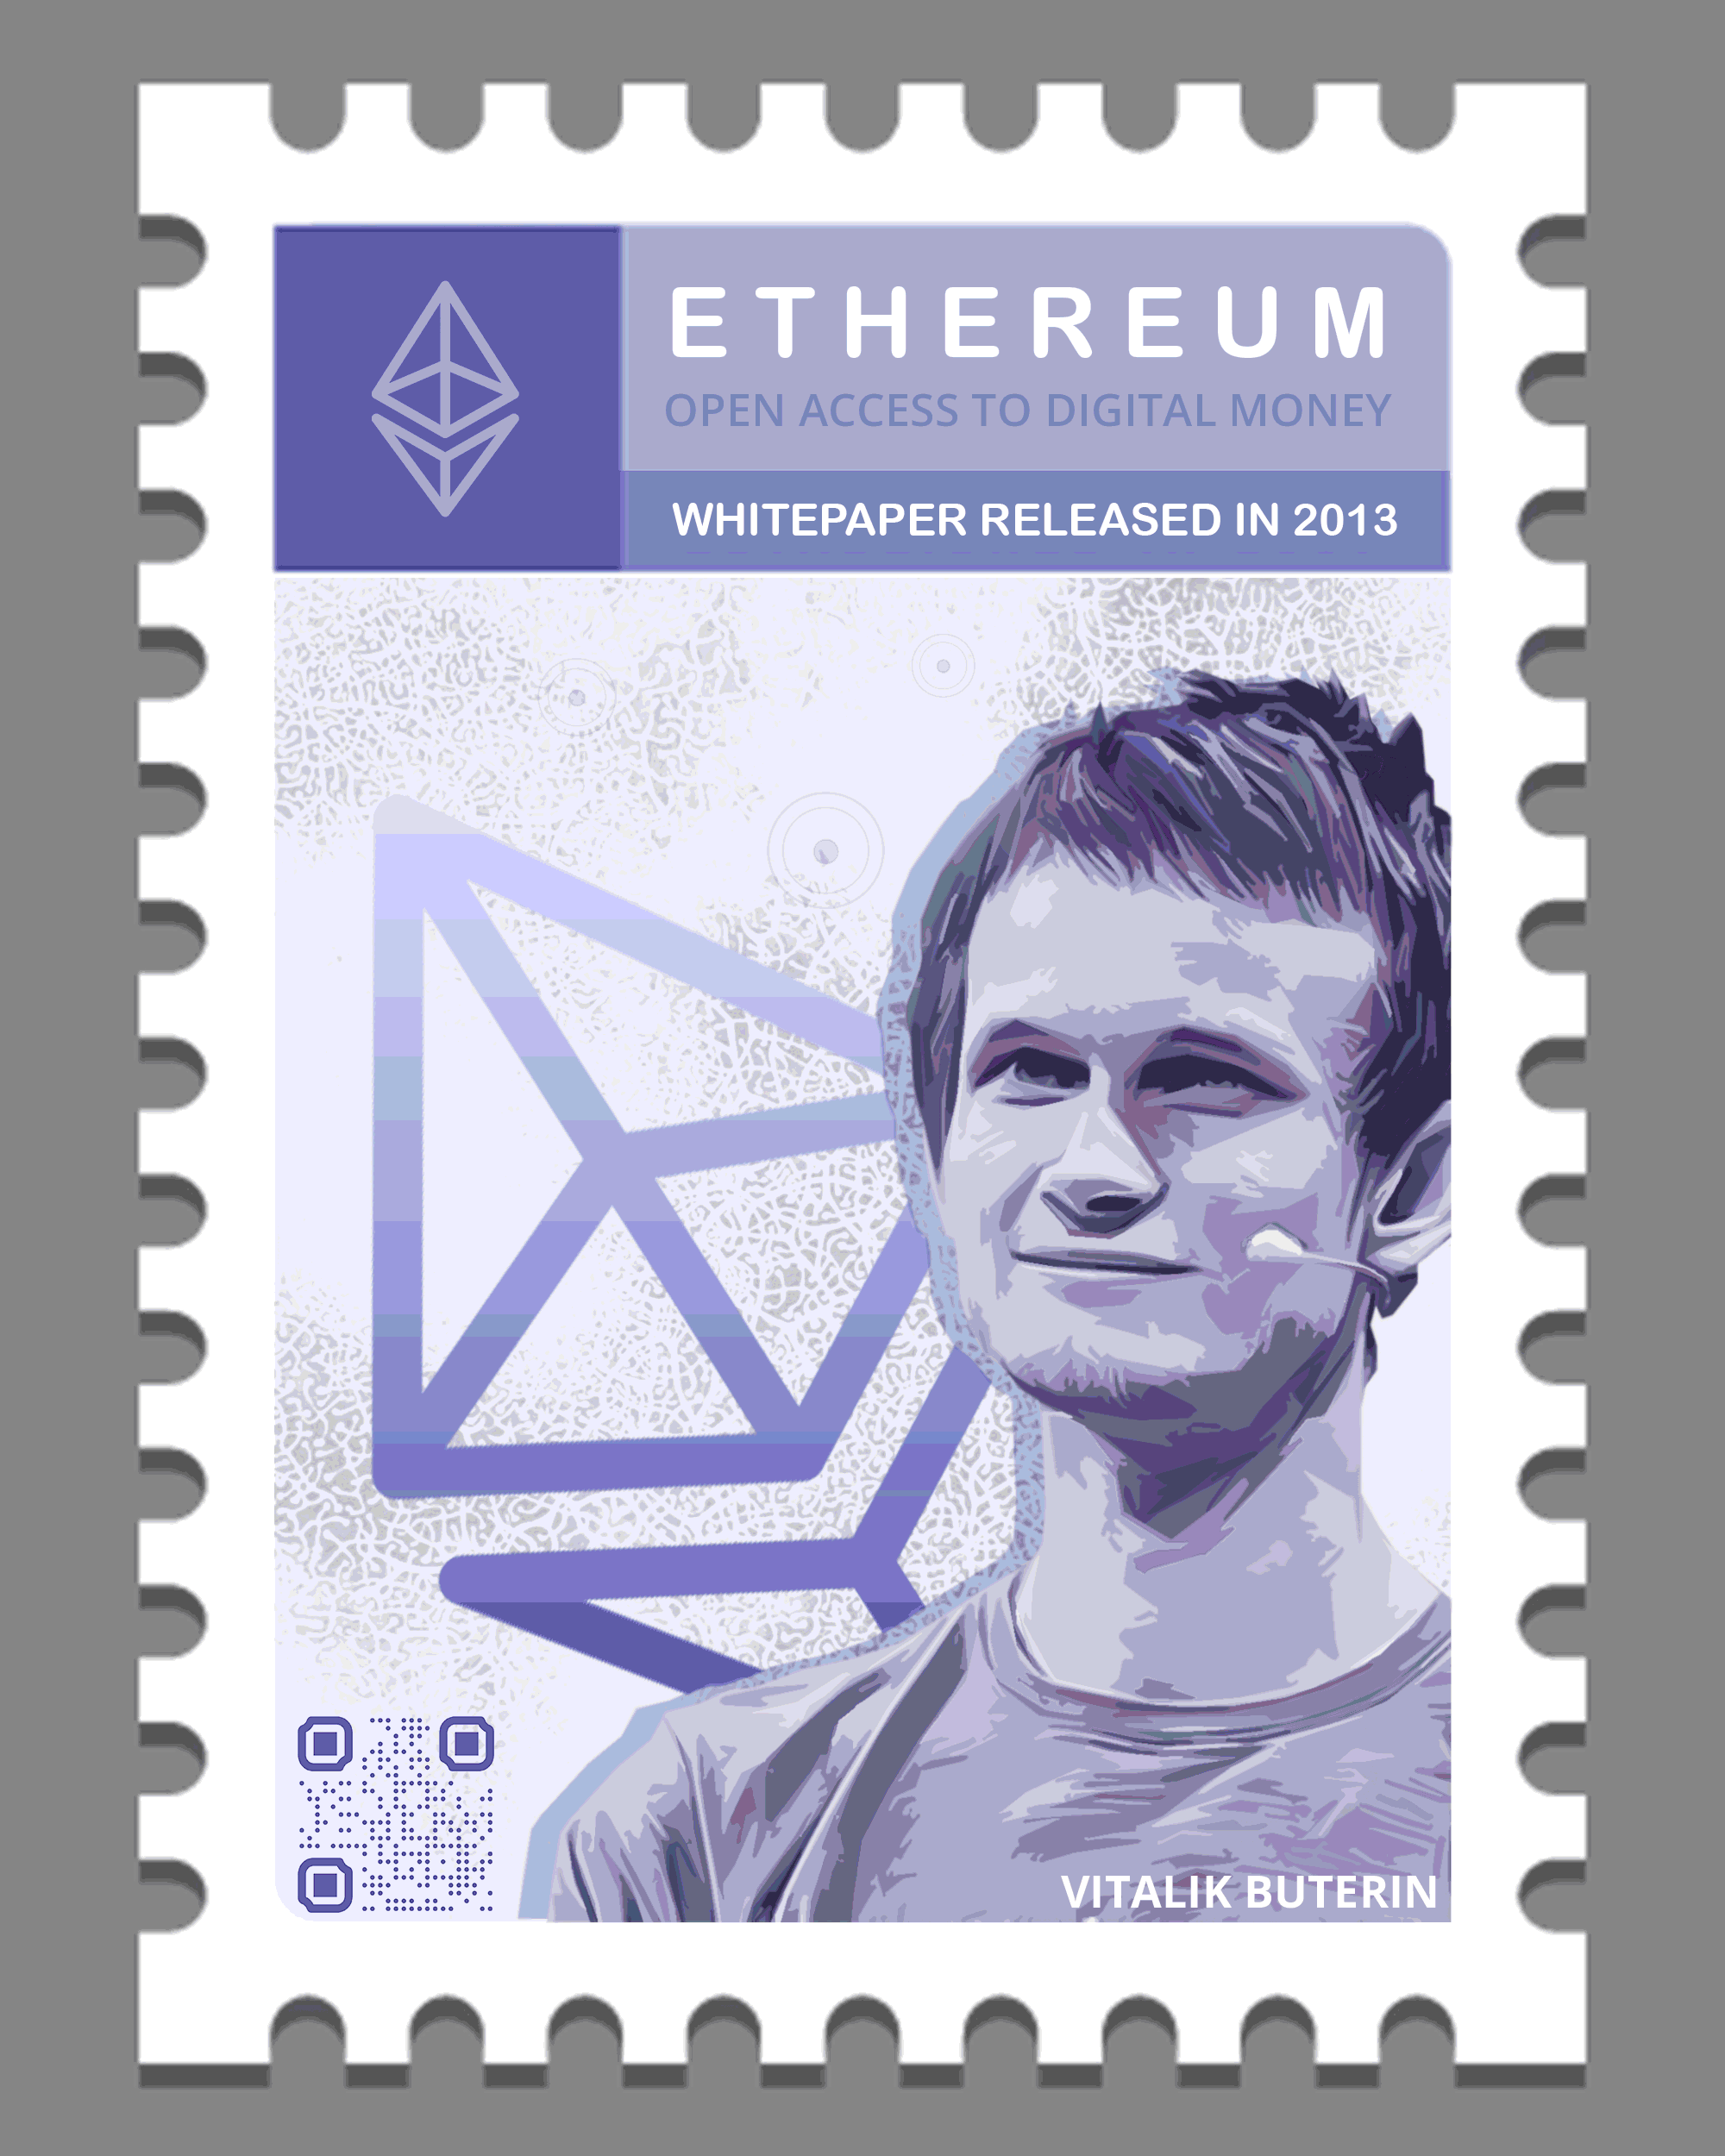 ETHEREUM
OPEN ACCESS TO DIGITAL MONEY
WHITEPAPER RELEASED IN 2013
VITALIK BUTERIN